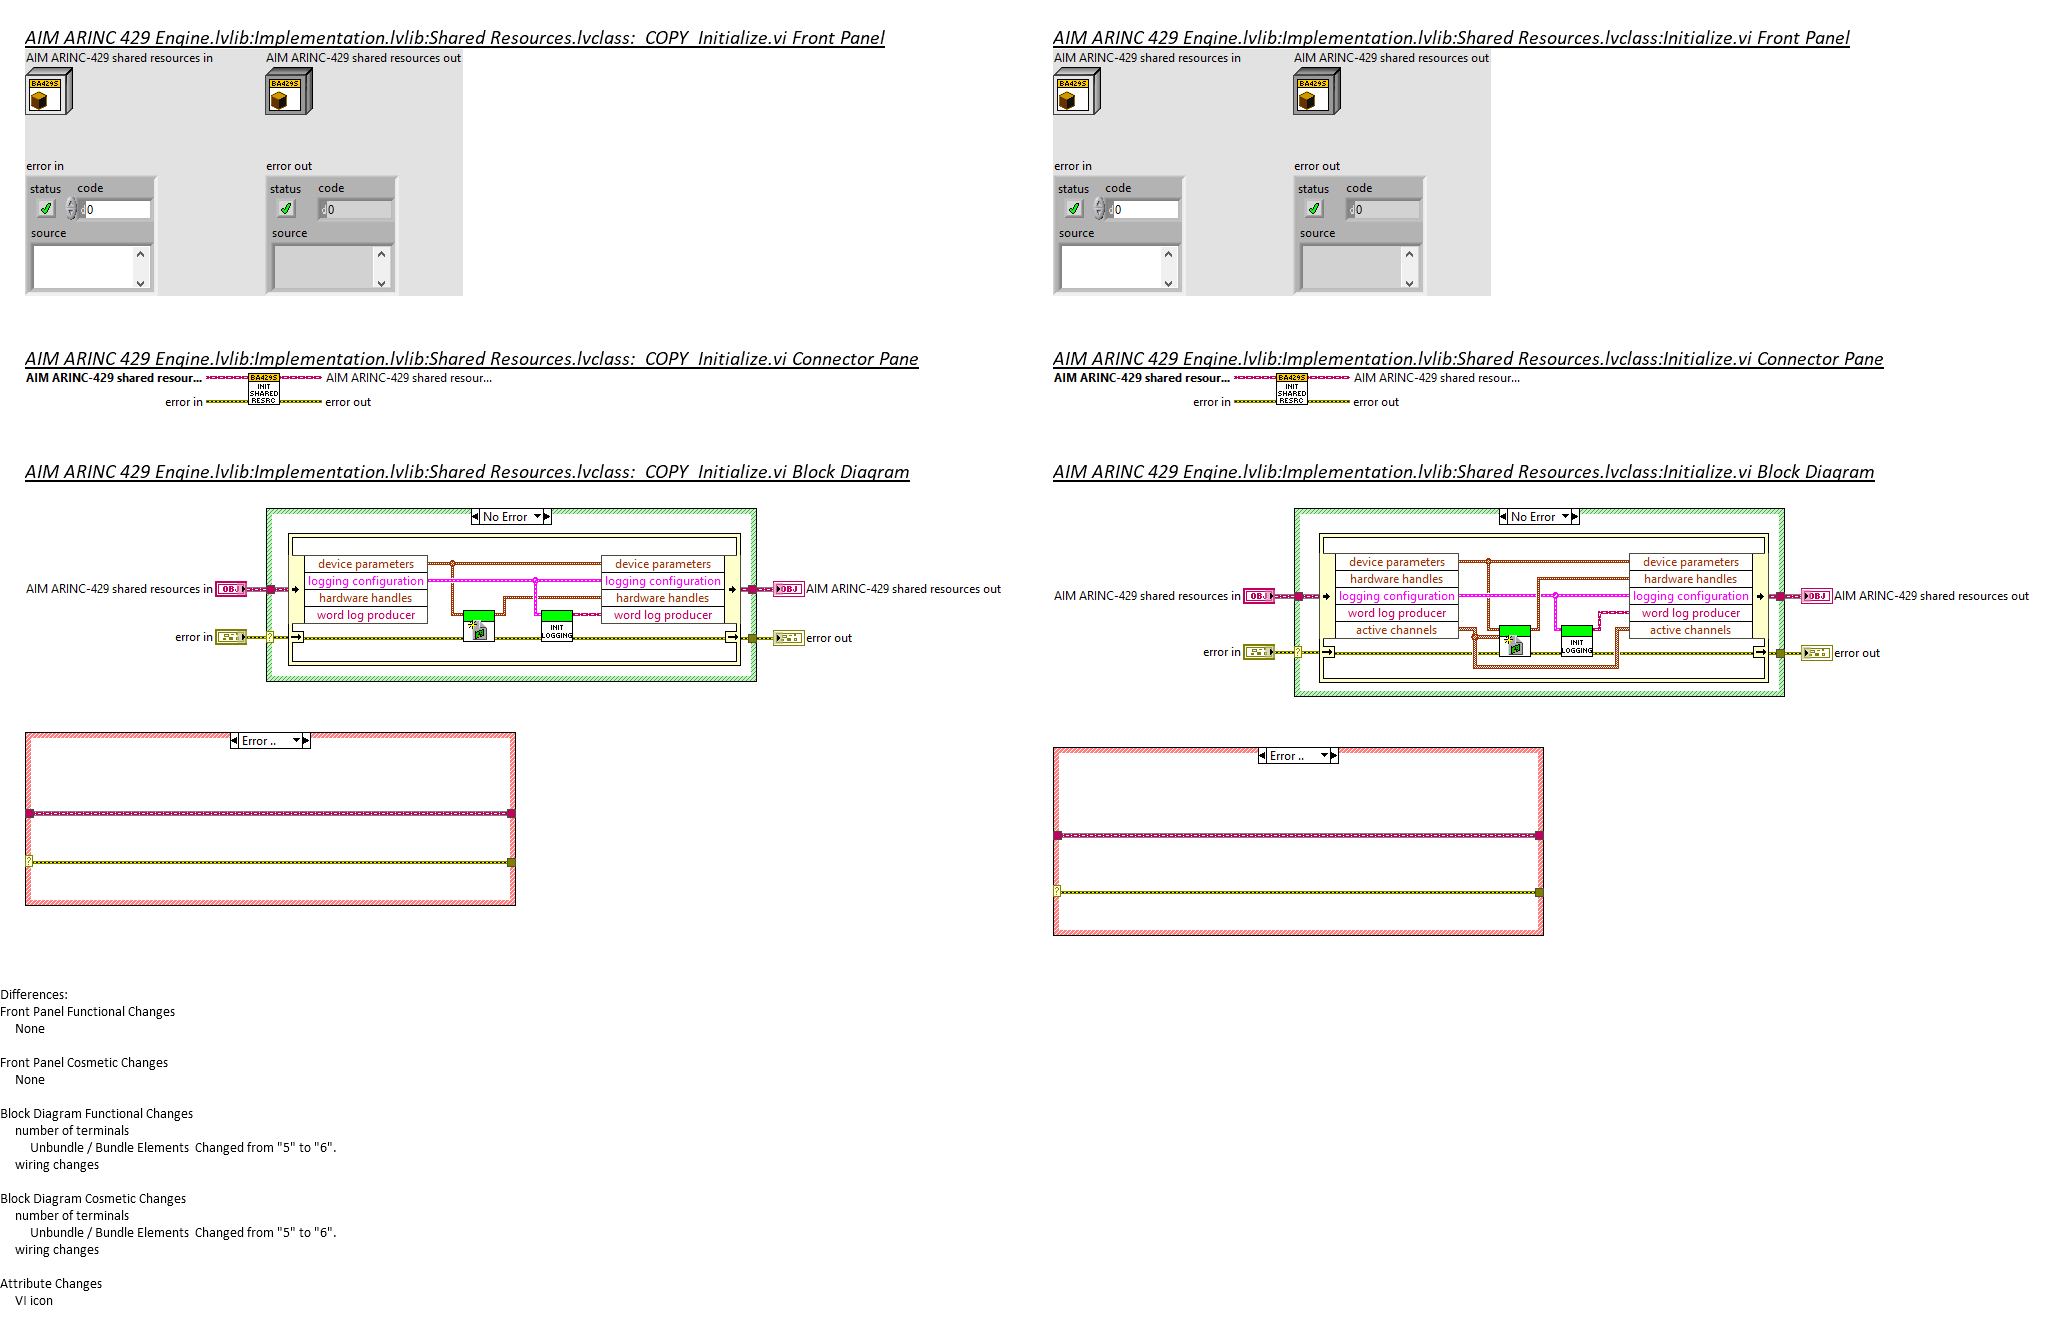 AIM ARINC 429 Engine.lvlib:Implementation.lvlib:Shared Resources.lvclass:  COPY  Initialize.vi Front Panel
AIM ARINC-429 shared resources in
AIM ARINC-429 shared resources out
BA429S
BA429S
error in
error out
status
code
status
code
0
0
source
source
AIM ARINC 429 Engine.lvlib:Implementation.lvlib:Shared Resources.lvclass:  COPY  Initialize.vi Connector Pane
AIM ARINC-429 shared resour...
BA429S
INIT
SHARED
RESRC
AIM ARINC-429 shared resour...
error in
error out
AIM ARINC 429 Engine.lvlib:Implementation.lvlib:Shared Resources.lvclass:  COPY  Initialize.vi Block Diagram
No Error
device parameters
device parameters
logging configuration
logging configuration
hardware handles
hardware handles
word log producer
word log producer
AIM ARINC-429 shared resources in
OBJ
OBJ
AIM ARINC-429 shared resources out
INIT
LOGGING
error in
?
error out
Error ..
?
AIM ARINC 429 Engine.lvlib:Implementation.lvlib:Shared Resources.lvclass:Initialize.vi Front Panel
AIM ARINC-429 shared resources in
AIM ARINC-429 shared resources out
BA429S
BA429S
error in
error out
status
code
status
code
0
0
source
source
AIM ARINC 429 Engine.lvlib:Implementation.lvlib:Shared Resources.lvclass:Initialize.vi Connector Pane
AIM ARINC-429 shared resour...
BA429S
INIT
SHARED
RESRC
AIM ARINC-429 shared resour...
error in
error out
AIM ARINC 429 Engine.lvlib:Implementation.lvlib:Shared Resources.lvclass:Initialize.vi Block Diagram
No Error
device parameters
device parameters
hardware handles
hardware handles
logging configuration
logging configuration
word log producer
word log producer
active channels
active channels
AIM ARINC-429 shared resources in
OBJ
OBJ
AIM ARINC-429 shared resources out
INIT
LOGGING
error in
?
error out
Error ..
?
Differences:
Front Panel Functional Changes
None
Front Panel Cosmetic Changes
None
Block Diagram Functional Changes
number of terminals
Unbundle / Bundle Elements  Changed from "5" to "6".
wiring changes
Block Diagram Cosmetic Changes
number of terminals
Unbundle / Bundle Elements  Changed from "5" to "6".
wiring changes
Attribute Changes
VI icon